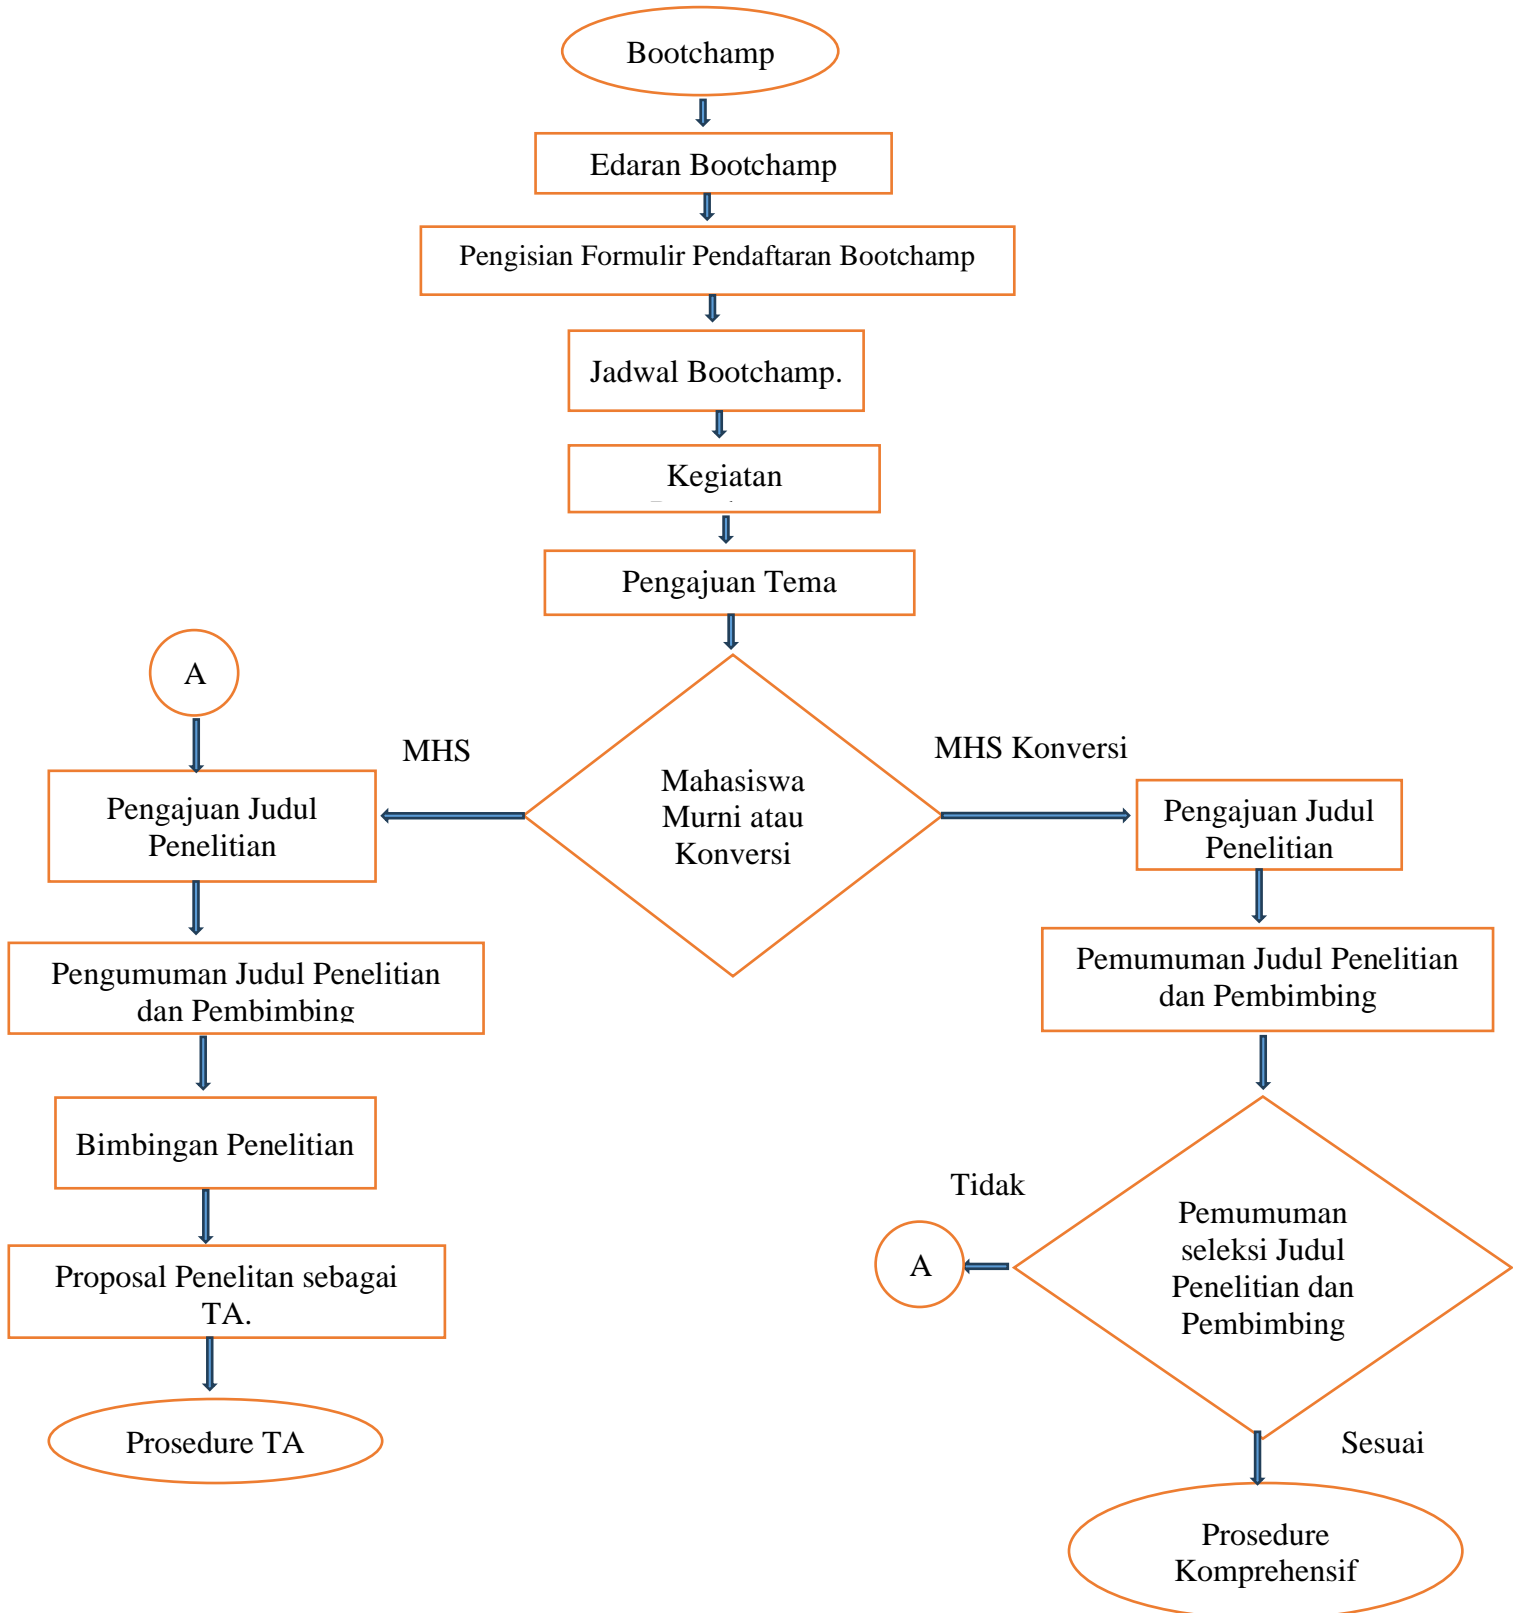 Bootchamp
Edaran Bootchamp
Pengisian Formulir Pendaftaran Bootchamp
Jadwal Bootchamp.
Kegiatan
Pengajuan Tema
A
MHS
MHS Konversi
Mahasiswa
Murni atau
Konversi
Pengajuan Judul
Penelitian
Pengajuan Judul
Penelitian
Pengumuman Judul Penelitian
dan Pembimbing
Pemumuman Judul Penelitian
dan Pembimbing
Bimbingan Penelitian
Tidak
A
Pemumuman
seleksi Judul
Penelitian dan
Pembimbing
Proposal Penelitan sebagai
TA.
Prosedure TA
Sesuai
Prosedure
Komprehensif